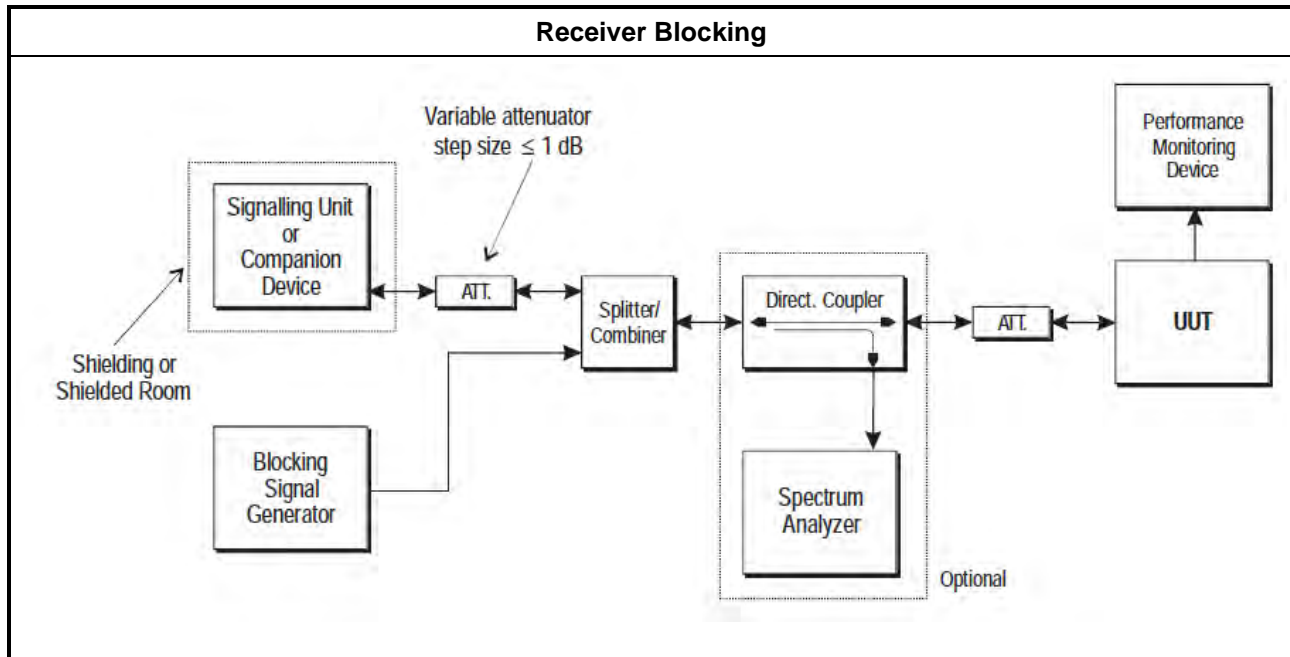 Receiver Blocking
Variable attenuator
step size ≤ 1 dB
Performance
Monitoring
Device
Signalling Unit
or
Companion
Device
ATT.
Splitter/
Combiner
Direct. Coupler
ATT.
UUT
Shielding or
Shielded Room
Blocking
Signal
Generator
Spectrum
Analyzer
Optional